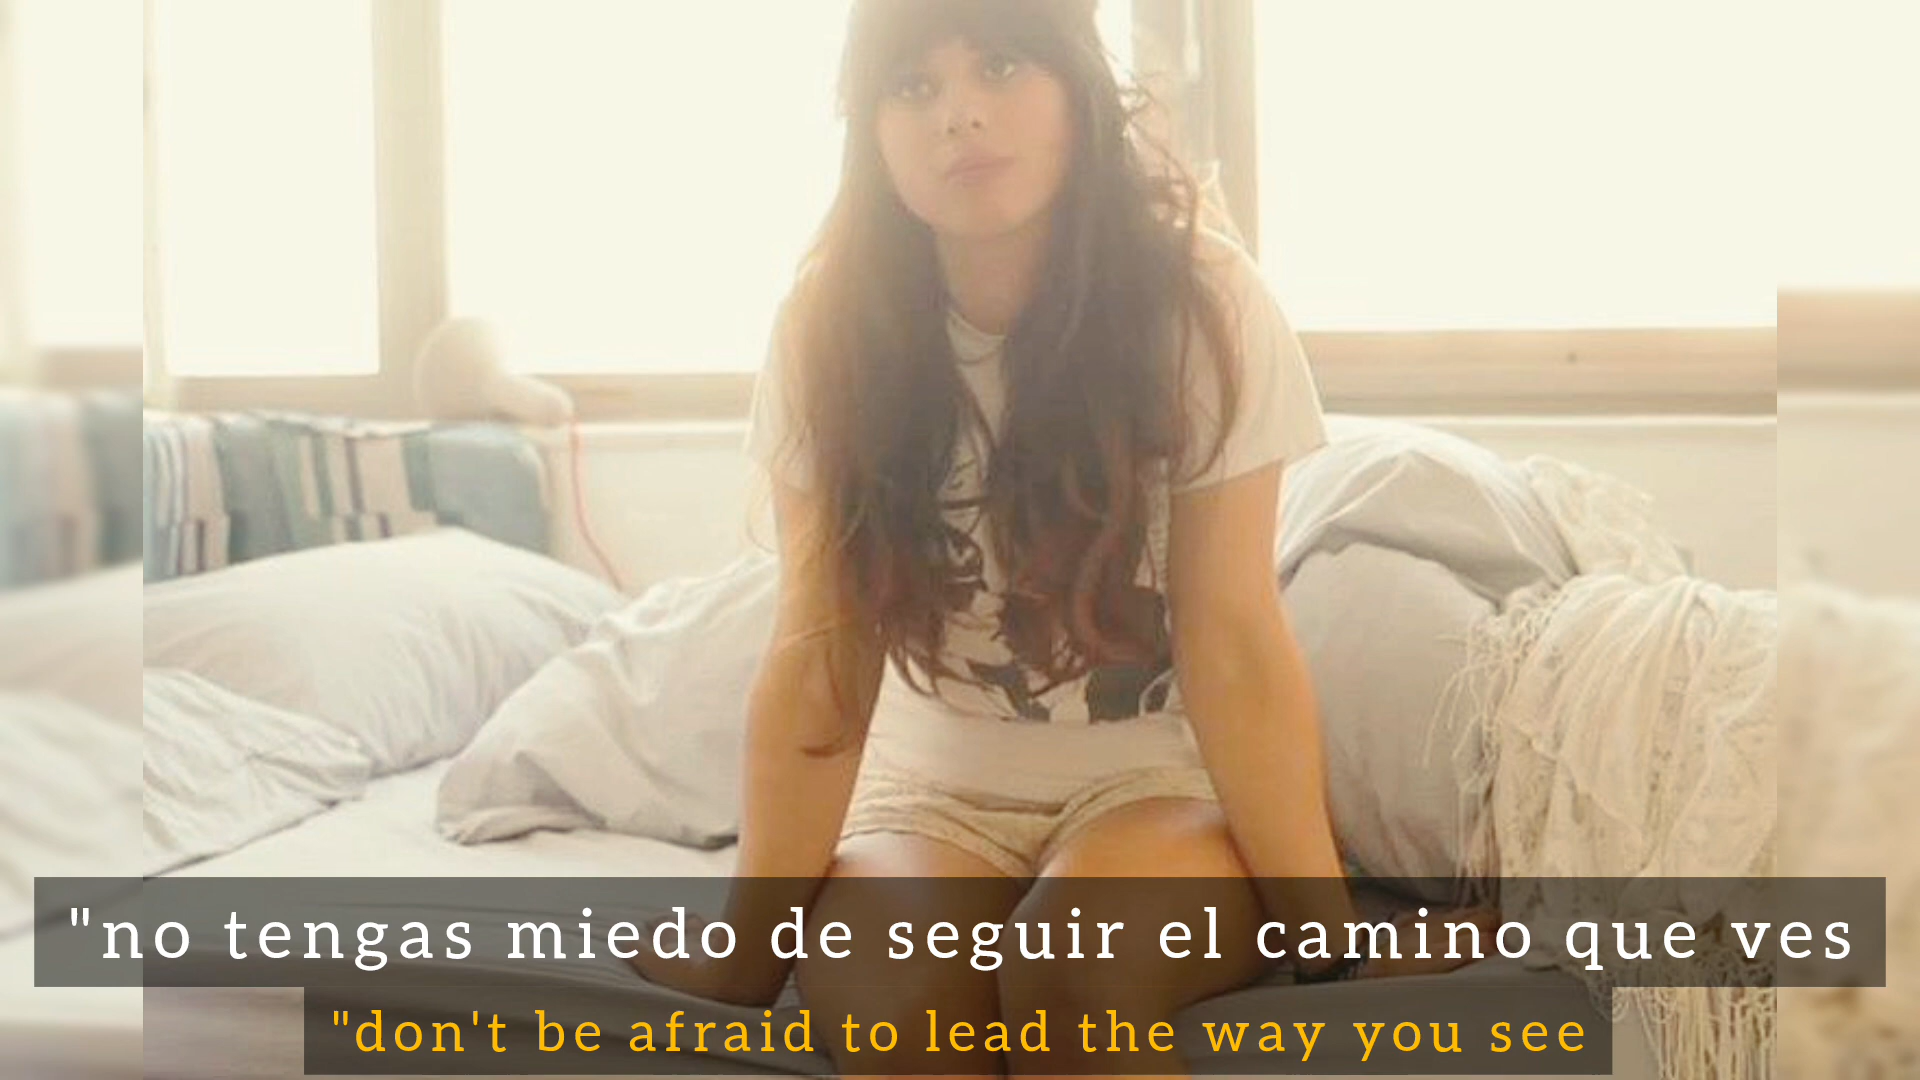 "no tengas miedo de seguir el camino que ves
"don't be afraid to lead the way you see